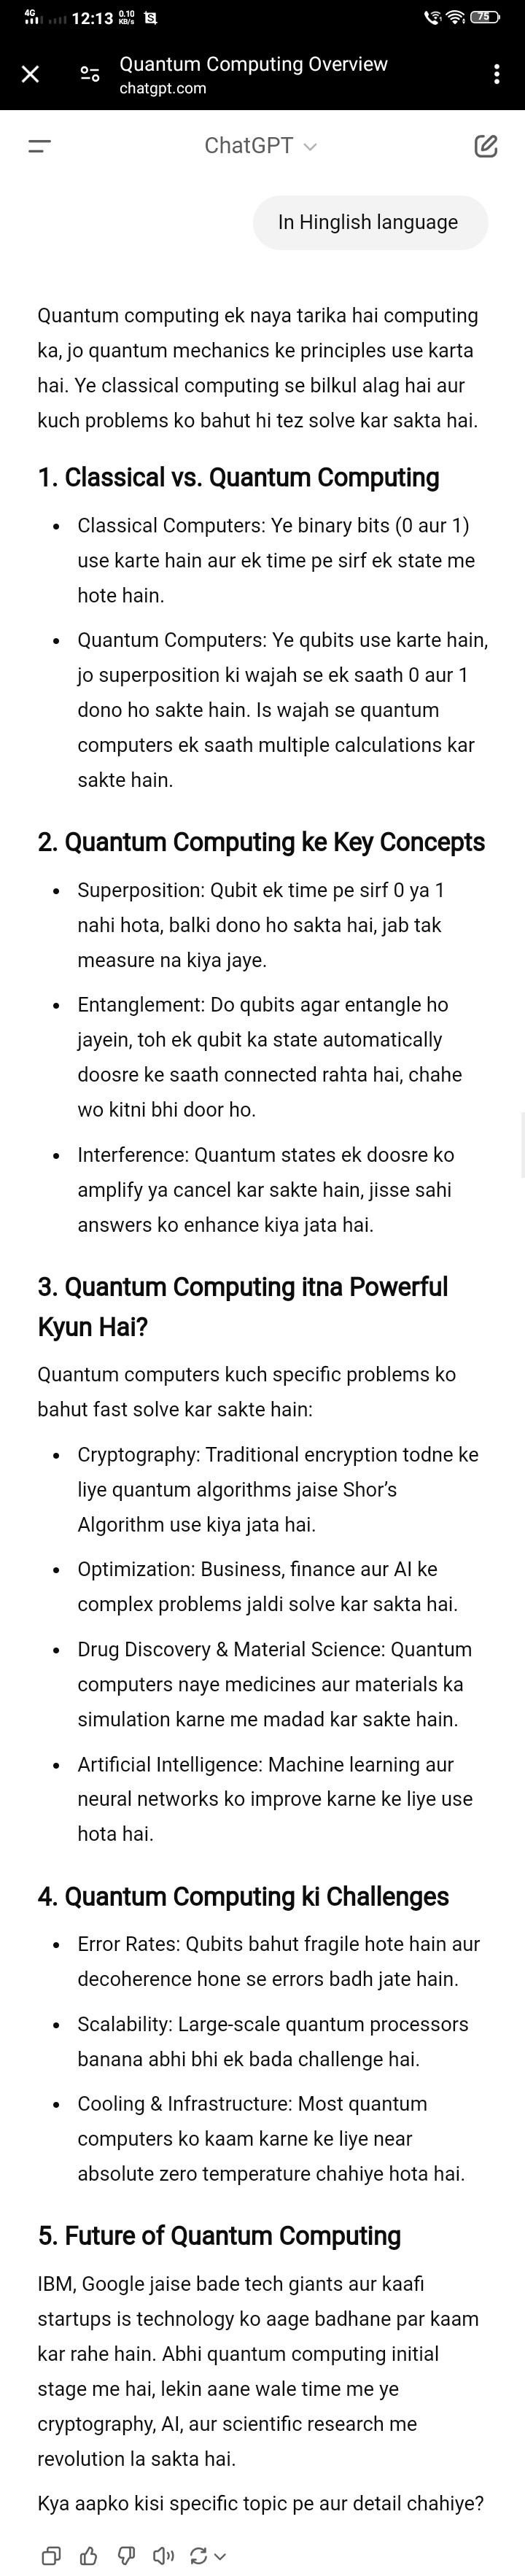 4G 12:13 0.10 KB/s S 75
Quantum Computing Overview
chatgpt.com
ChatGPT
In Hinglish language
Quantum computing ek naya tarika hai computing
ka, jo quantum mechanics ke principles use karta
hai. Ye classical computing se bilkul alag hai aur
kuch problems ko bahut hi tez solve kar sakta hai.
1. Classical vs. Quantum Computing
• Classical Computers: Ye binary bits (0 aur 1)
use karte hain aur ek time pe sirf ek state me
hote hain.
• Quantum Computers: Ye qubits use karte hain,
jo superposition ki wajah se ek saath 0 aur 1
dono ho sakte hain. Is wajah se quantum
computers ek saath multiple calculations kar
sakte hain.
2. Quantum Computing ke Key Concepts
• Superposition: Qubit ek time pe sirf 0 ya 1
nahi hota, balki dono ho sakta hai, jab tak
measure na kiya jaye.
• Entanglement: Do qubits agar entangle ho
jayein, toh ek qubit ka state automatically
doosre ke saath connected rahta hai, chahe
wo kitni bhi door ho.
• Interference: Quantum states ek doosre ko
amplify ya cancel kar sakte hain, jisse sahi
answers ko enhance kiya jata hai.
3. Quantum Computing itna Powerful
Kyun Hai?
Quantum computers kuch specific problems ko
bahut fast solve kar sakte hain:
• Cryptography: Traditional encryption todne ke
liye quantum algorithms jaise Shor’s
Algorithm use kiya jata hai.
• Optimization: Business, finance aur AI ke
complex problems jaldi solve kar sakta hai.
• Drug Discovery & Material Science: Quantum
computers naye medicines aur materials ka
simulation karne me madad kar sakte hain.
• Artificial Intelligence: Machine learning aur
neural networks ko improve karne ke liye use
hota hai.
4. Quantum Computing ki Challenges
• Error Rates: Qubits bahut fragile hote hain aur
decoherence hone se errors badh jate hain.
• Scalability: Large-scale quantum processors
banana abhi bhi ek bada challenge hai.
• Cooling & Infrastructure: Most quantum
computers ko kaam karne ke liye near
absolute zero temperature chahiye hota hai.
5. Future of Quantum Computing
IBM, Google jaise bade tech giants aur kaafi
startups is technology ko aage badhane par kaam
kar rahe hain. Abhi quantum computing initial
stage me hai, lekin aane wale time me ye
cryptography, AI, aur scientific research me
revolution la sakta hai.
Kya aapko kisi specific topic pe aur detail chahiye?